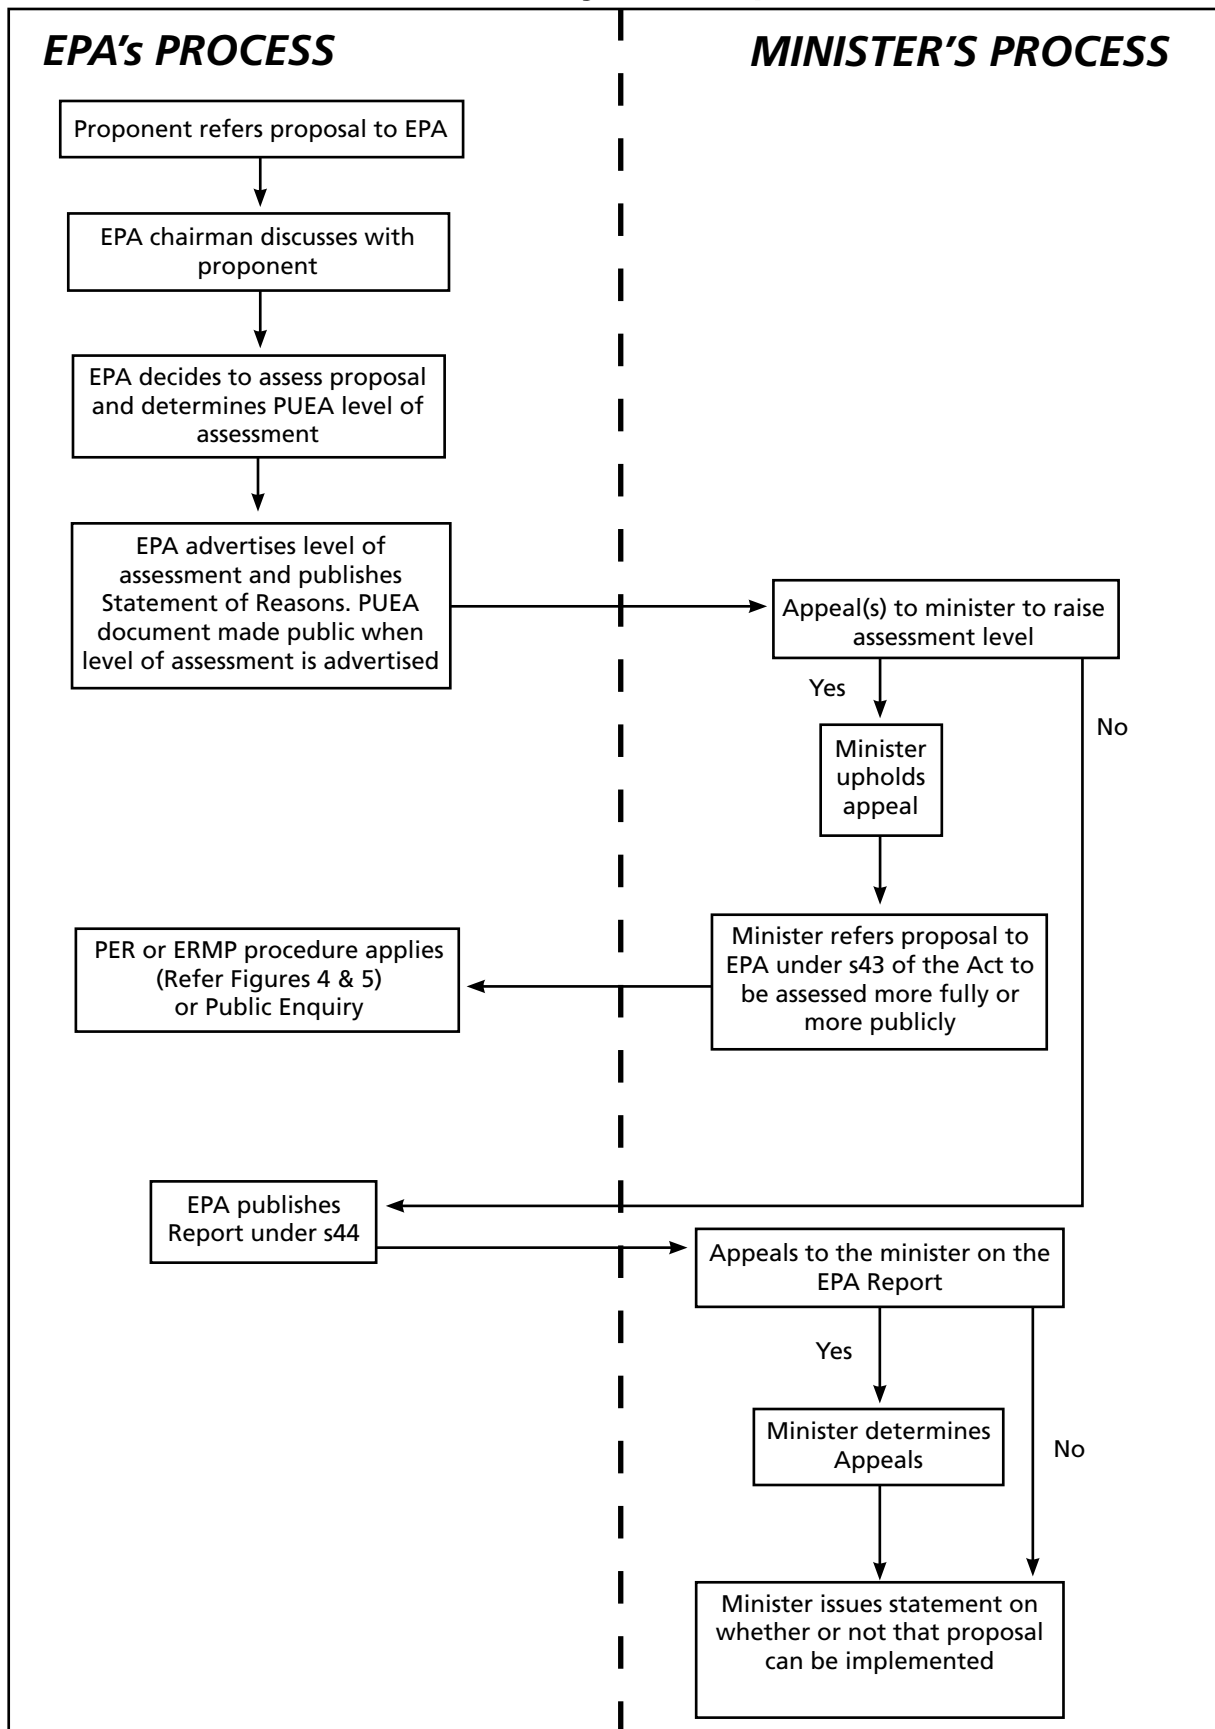 EPA's PROCESS
MINISTER'S PROCESS
Proponent refers proposal to EPA
EPA chairman discusses with
proponent
EPA decides to assess proposal
and determines PUEA level of
assessment
EPA advertises level of
assessment and publishes
Statement of Reasons. PUEA
document made public when
level of assessment is advertised
Appeal(s) to minister to raise
assessment level
Yes
No
Minister
upholds
appeal
Minister refers proposal to
EPA under s43 of the Act to
be assessed more fully or
more publicly
PER or ERMP procedure applies
(Refer Figures 4 & 5)
or Public Enquiry
EPA publishes
Report under s44
Appeals to the minister on the
EPA Report
Yes
No
Minister determines
Appeals
Minister issues statement on
whether or not that proposal
can be implemented